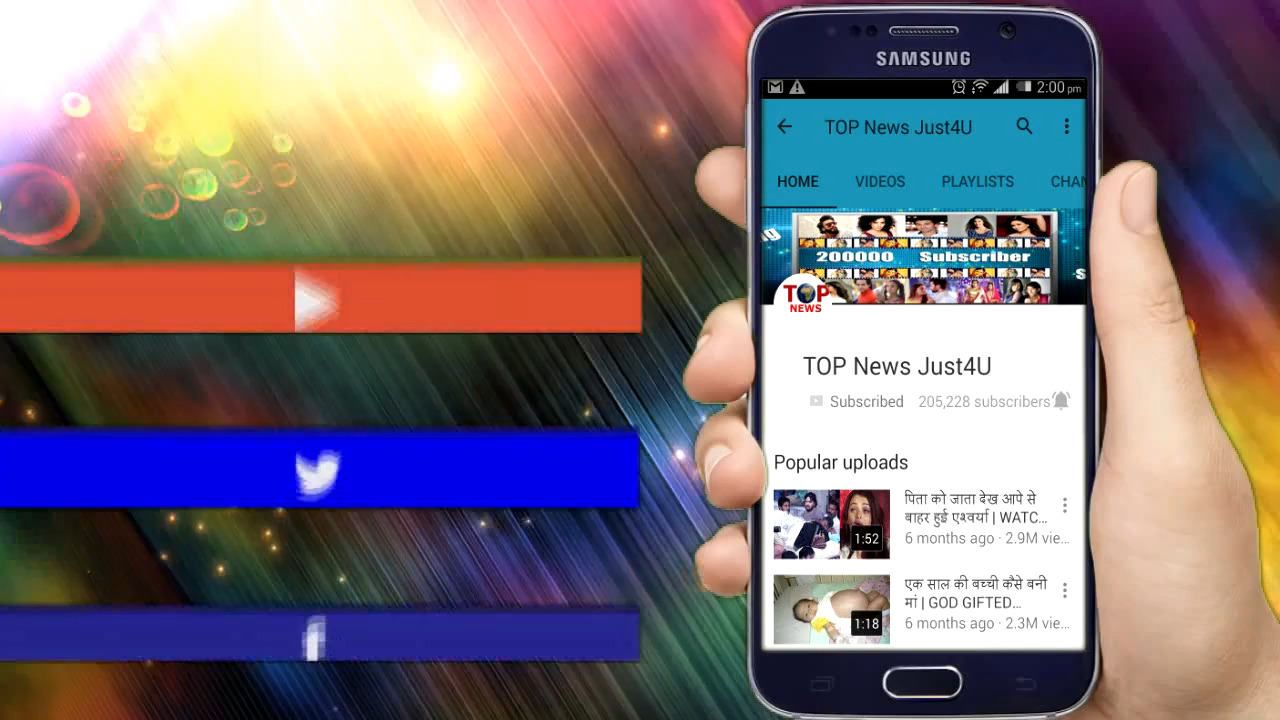 SAMSUNG
2:00 pm
TOP News Just4U
HOME VIDEOS PLAYLISTS CHAN
200000 Subscriber
TOP
NEWS
TOP News Just4U
Subscribed 205,228 subscribers
Popular uploads
पिता को जाता देख आपे से
बाहर हुई एश्वर्या | WATC...
6 months ago · 2.9M vie...
1:52
एक साल की बच्ची कैसे बनी
मां | GOD GIFTED...
6 months ago · 2.3M vie...
1:18